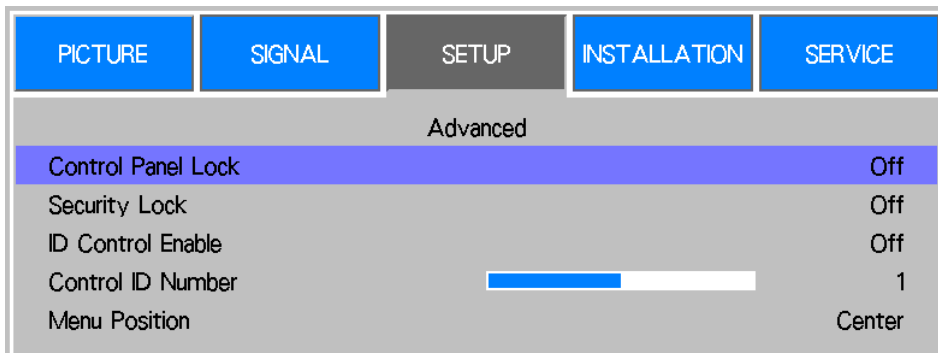 PICTURE SIGNAL SETUP INSTALLATION SERVICE
Advanced
Control Panel Lock Off
Security Lock Off
ID Control Enable Off
Control ID Number 1
Menu Position Center